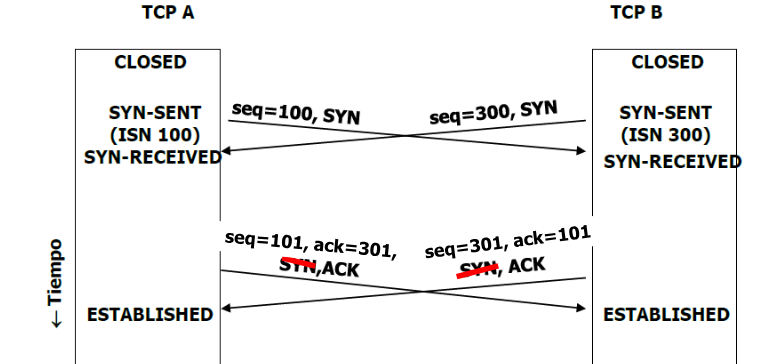 TCP A
TCP B
CLOSED
CLOSED
SYN-SENT
(ISN 100)
SYN-RECEIVED
seq=100, SYN
seq=300, SYN
SYN-SENT
(ISN 300)
SYN-RECEIVED
seq=101, ack=301,
SYN,ACK
seq=301, ack=101
SYN, ACK
← Tiempo
ESTABLISHED
ESTABLISHED